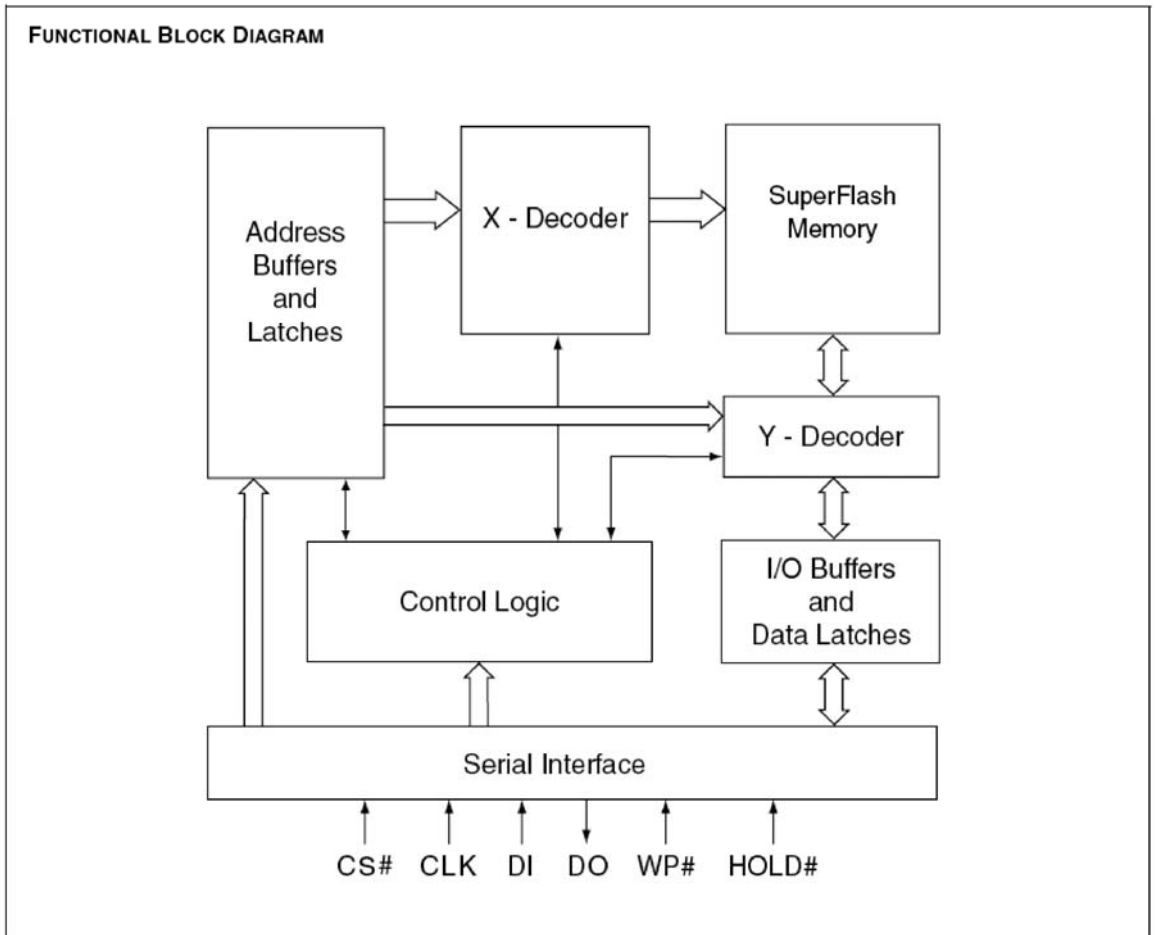 FUNCTIONAL BLOCK DIAGRAM
Address
Buffers
and
Latches
X - Decoder
SuperFlash
Memory
Y - Decoder
Control Logic
I/O Buffers
and
Data Latches
Serial Interface
CS# CLK DI DO WP# HOLD#